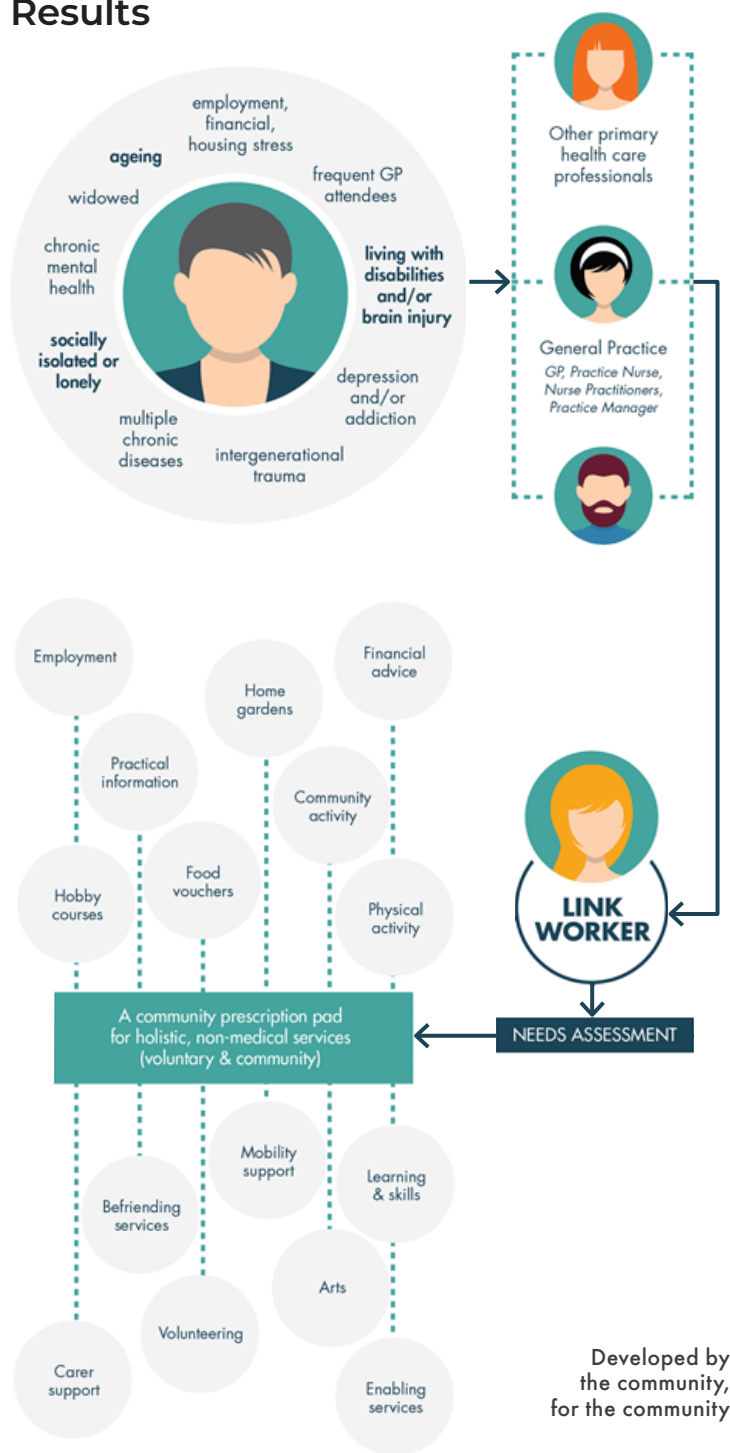 Results
employment,
financial,
housing stress
ageing
frequent GP
attendees
widowed
chronic
mental
health
living with
disabilities
and/or
brain injury
socially
isolated or
lonely
depression
and/or
addiction
multiple
chronic
diseases
intergenerational
trauma
Other primary
health care
professionals
General Practice
GP, Practice Nurse,
Nurse Practitioners,
Practice Manager
LINK
WORKER
NEEDS ASSESSMENT
Employment
Financial
advice
Home
gardens
Practical
information
Community
activity
Food
vouchers
Hobby
courses
Physical
activity
A community prescription pad
for holistic, non-medical services
(voluntary & community)
Mobility
support
Learning
& skills
Befriending
services
Arts
Volunteering
Carer
support
Enabling
services
Developed by
the community,
for the community